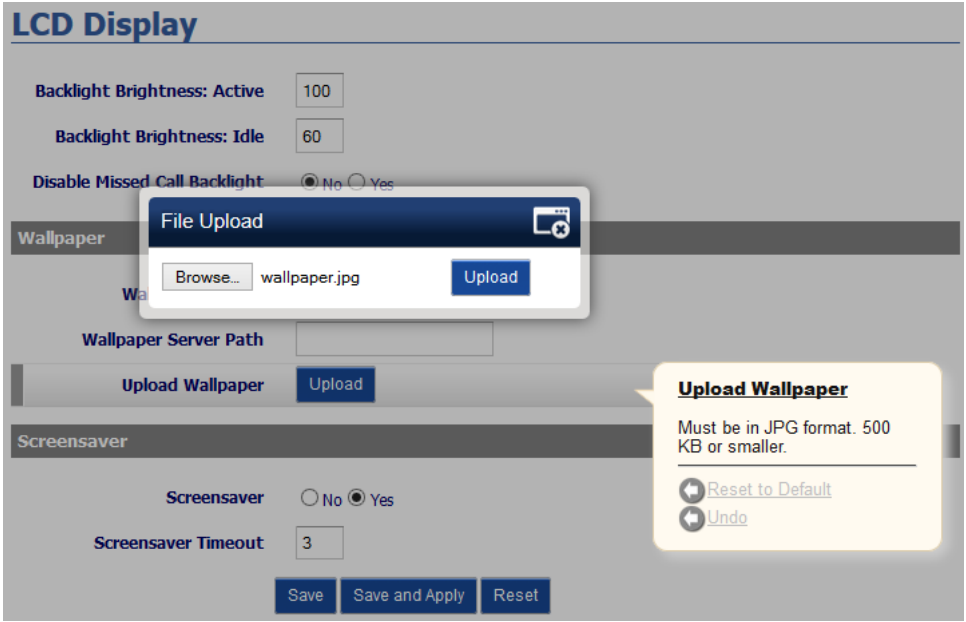 LCD Display
Backlight Brightness: Active 100
Backlight Brightness: Idle 60
Disable Missed Call Backlight No Yes
File Upload
Wallpaper
Browse... wallpaper.jpg Upload
Wallpaper Server Path
Upload Wallpaper Upload
Upload Wallpaper
Must be in JPG format. 500
KB or smaller.
Reset to Default
Undo
Screensaver
Screensaver No Yes
Screensaver Timeout 3
Save Save and Apply Reset